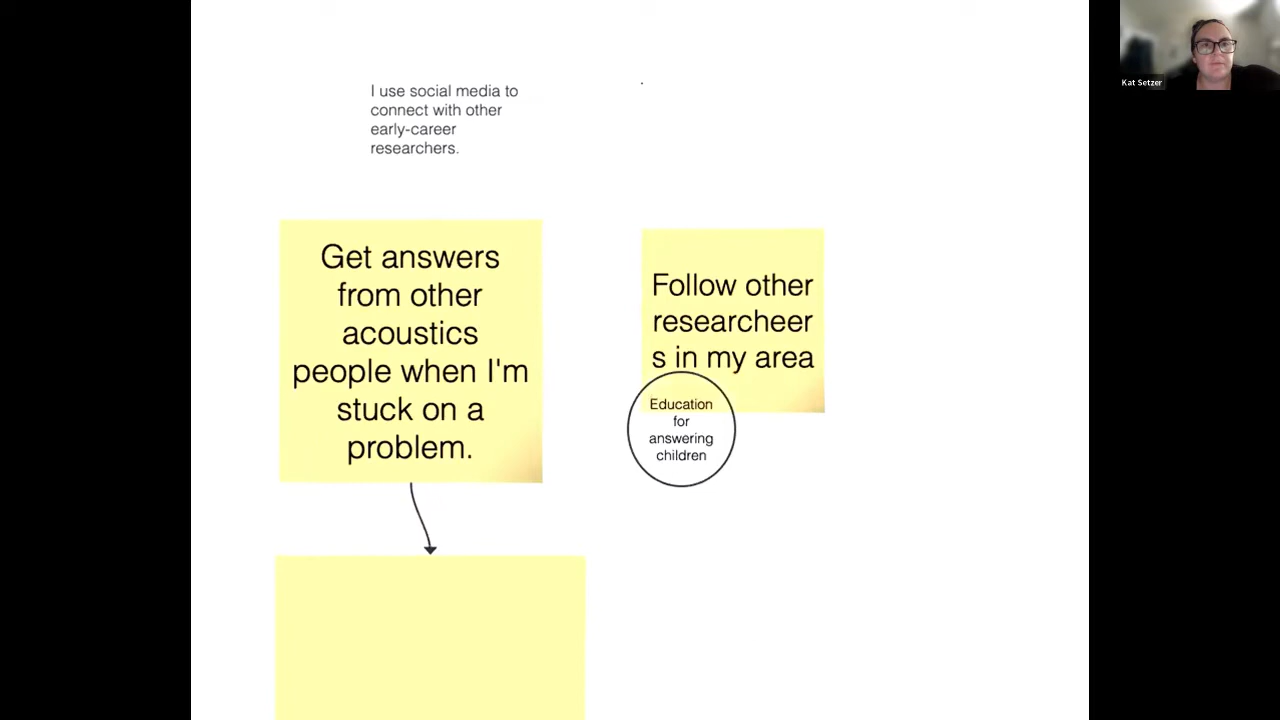 I use social media to
connect with other
early-career
researchers.
Get answers
from other
acoustics
people when I'm
stuck on a
problem.
Follow other
researcheer
s in my area
Education
for
answering
children
Kat Setzer